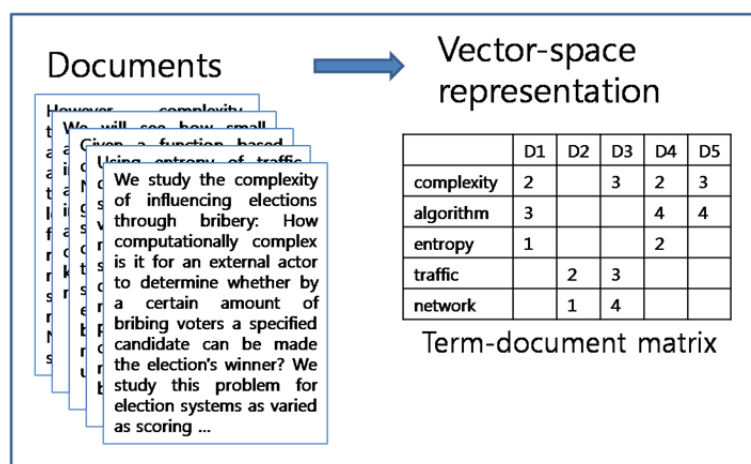 Documents
Vector-space
representation
However, complexity
We will see how small
Given a function based
Using entropy of traffic
We study the complexity
of influencing elections
through bribery: How
computationally complex
is it for an external actor
to determine whether by
a certain amount of
bribing voters a specified
candidate can be made
the election's winner? We
study this problem for
election systems as varied
as scoring ...
D1 D2 D3 D4 D5
complexity 2 3 2 3
algorithm 3 4 4
entropy 1 2
traffic 2 3
network 1 4
Term-document matrix